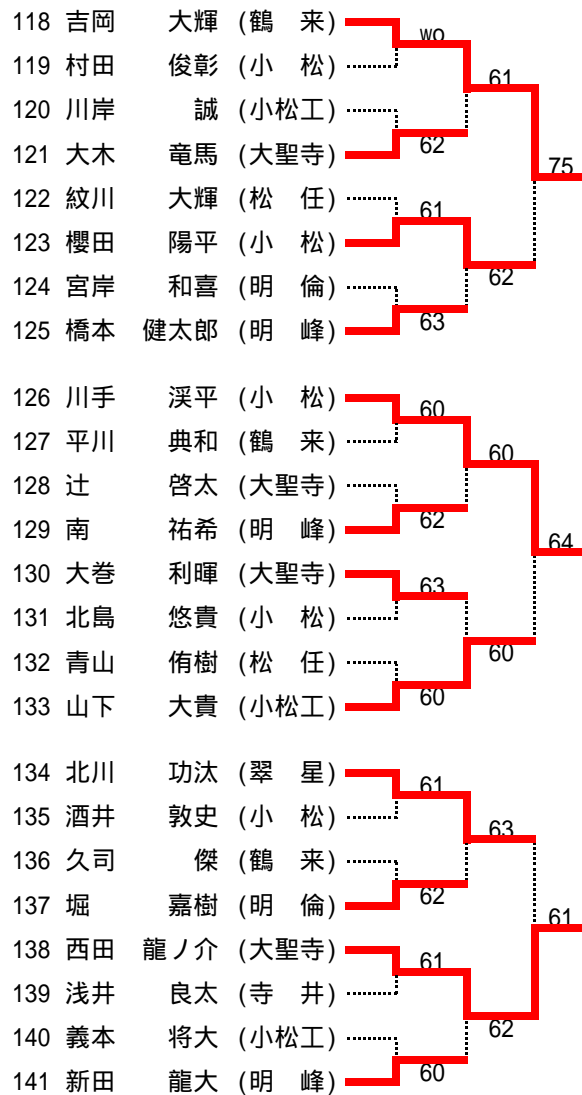 118 吉岡 大輝 (鶴 来)
wo
119 村田 俊彰 (小 松)
61
120 川岸 誠 (小松工)
62
121 大木 竜馬 (大聖寺)
75
122 紋川 大輝 (松 任)
61
123 櫻田 陽平 (小 松)
62
124 宮岸 和喜 (明 倫)
63
125 橋本 健太郎 (明 峰)
126 川手 渓平 (小 松)
60
127 平川 典和 (鶴 来)
60
128 辻 啓太 (大聖寺)
62
129 南 祐希 (明 峰)
64
130 大巻 利暉 (大聖寺)
63
131 北島 悠貴 (小 松)
60
132 青山 侑樹 (松 任)
60
133 山下 大貴 (小松工)
134 北川 功汰 (翠 星)
61
135 酒井 敦史 (小 松)
63
136 久司 傑 (鶴 来)
62
137 堀 嘉樹 (明 倫)
61
138 西田 龍ノ介 (大聖寺)
61
139 浅井 良太 (寺 井)
62
140 義本 将大 (小松工)
60
141 新田 龍大 (明 峰)